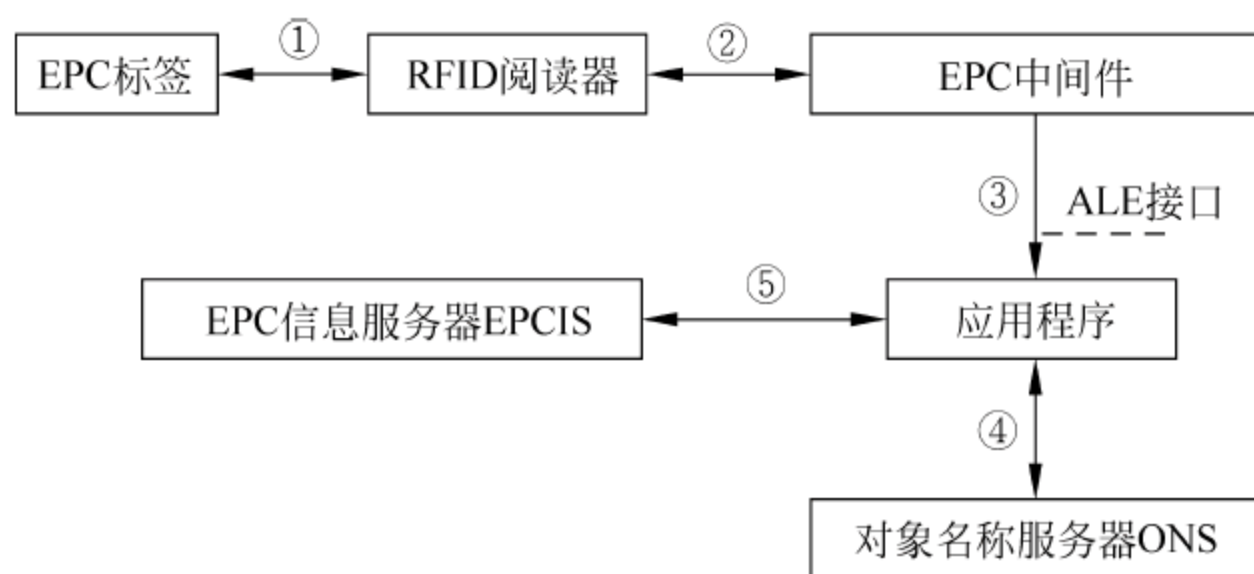 ①
②
EPC标签
RFID阅读器
EPC中间件
③
ALE接口
⑤
EPC信息服务器EPCIS
应用程序
④
对象名称服务器ONS